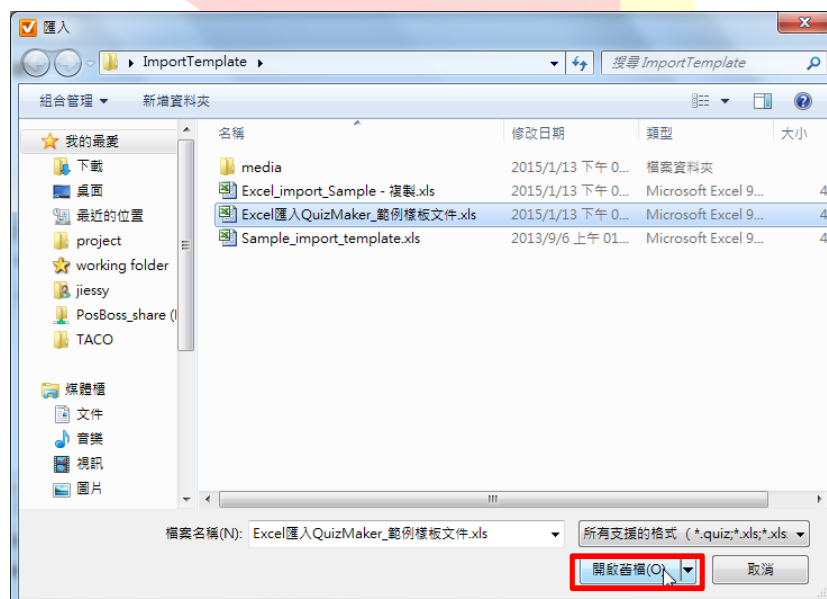 匯入
ImportTemplate
搜尋 ImportTemplate
組合管理 新增資料夾
名稱 修改日期 類型 大小
我的最愛
下載
桌面
最近的位置
project
working folder
jiessy
PosBoss_share (I
TACO
媒體櫃
文件
音樂
視訊
圖片
media 2015/1/13 下午 0... 檔案資料夾
Excel_import_Sample - 複製.xls 2015/1/13 下午 0... Microsoft Excel 9... 4
Excel匯入QuizMaker_範例樣板文件.xls 2015/1/13 下午 0... Microsoft Excel 9... 4
Sample_import_template.xls 2013/9/6 上午 01... Microsoft Excel 9... 4
檔案名稱(N): Excel匯入QuizMaker_範例樣板文件.xls 所有支援的格式 (*.quiz;*.xls;*.xls
開啟舊檔(O) 取消